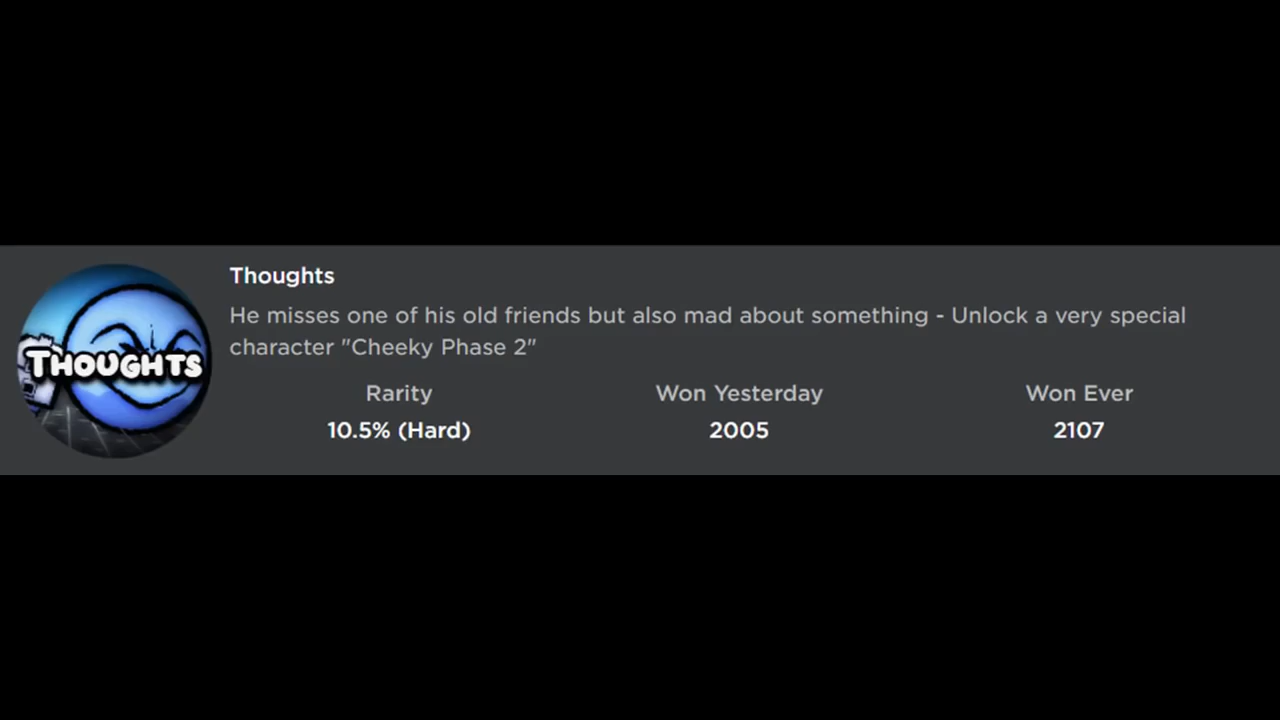 Thoughts
He misses one of his old friends but also mad about something - Unlock a very special
character "Cheeky Phase 2"
Rarity Won Yesterday Won Ever
10.5% (Hard) 2005 2107
THOUGHTS